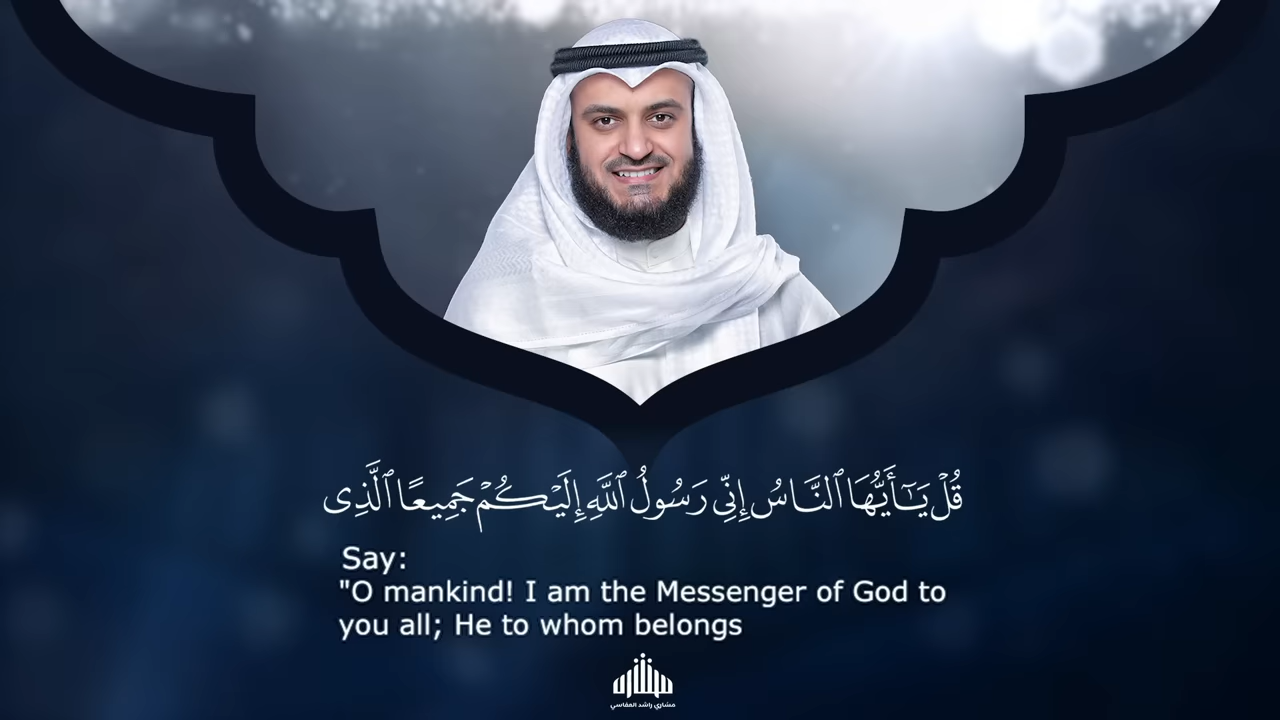 قُلْ يَـٰٓأَيُّهَا ٱلنَّاسُ إِنِّى رَسُولُ ٱللَّهِ إِلَيْكُمْ جَمِيعًا ٱلَّذِى
Say:
"O mankind! I am the Messenger of God to
you all; He to whom belongs
مشاري
مشاري راشد العفاسي